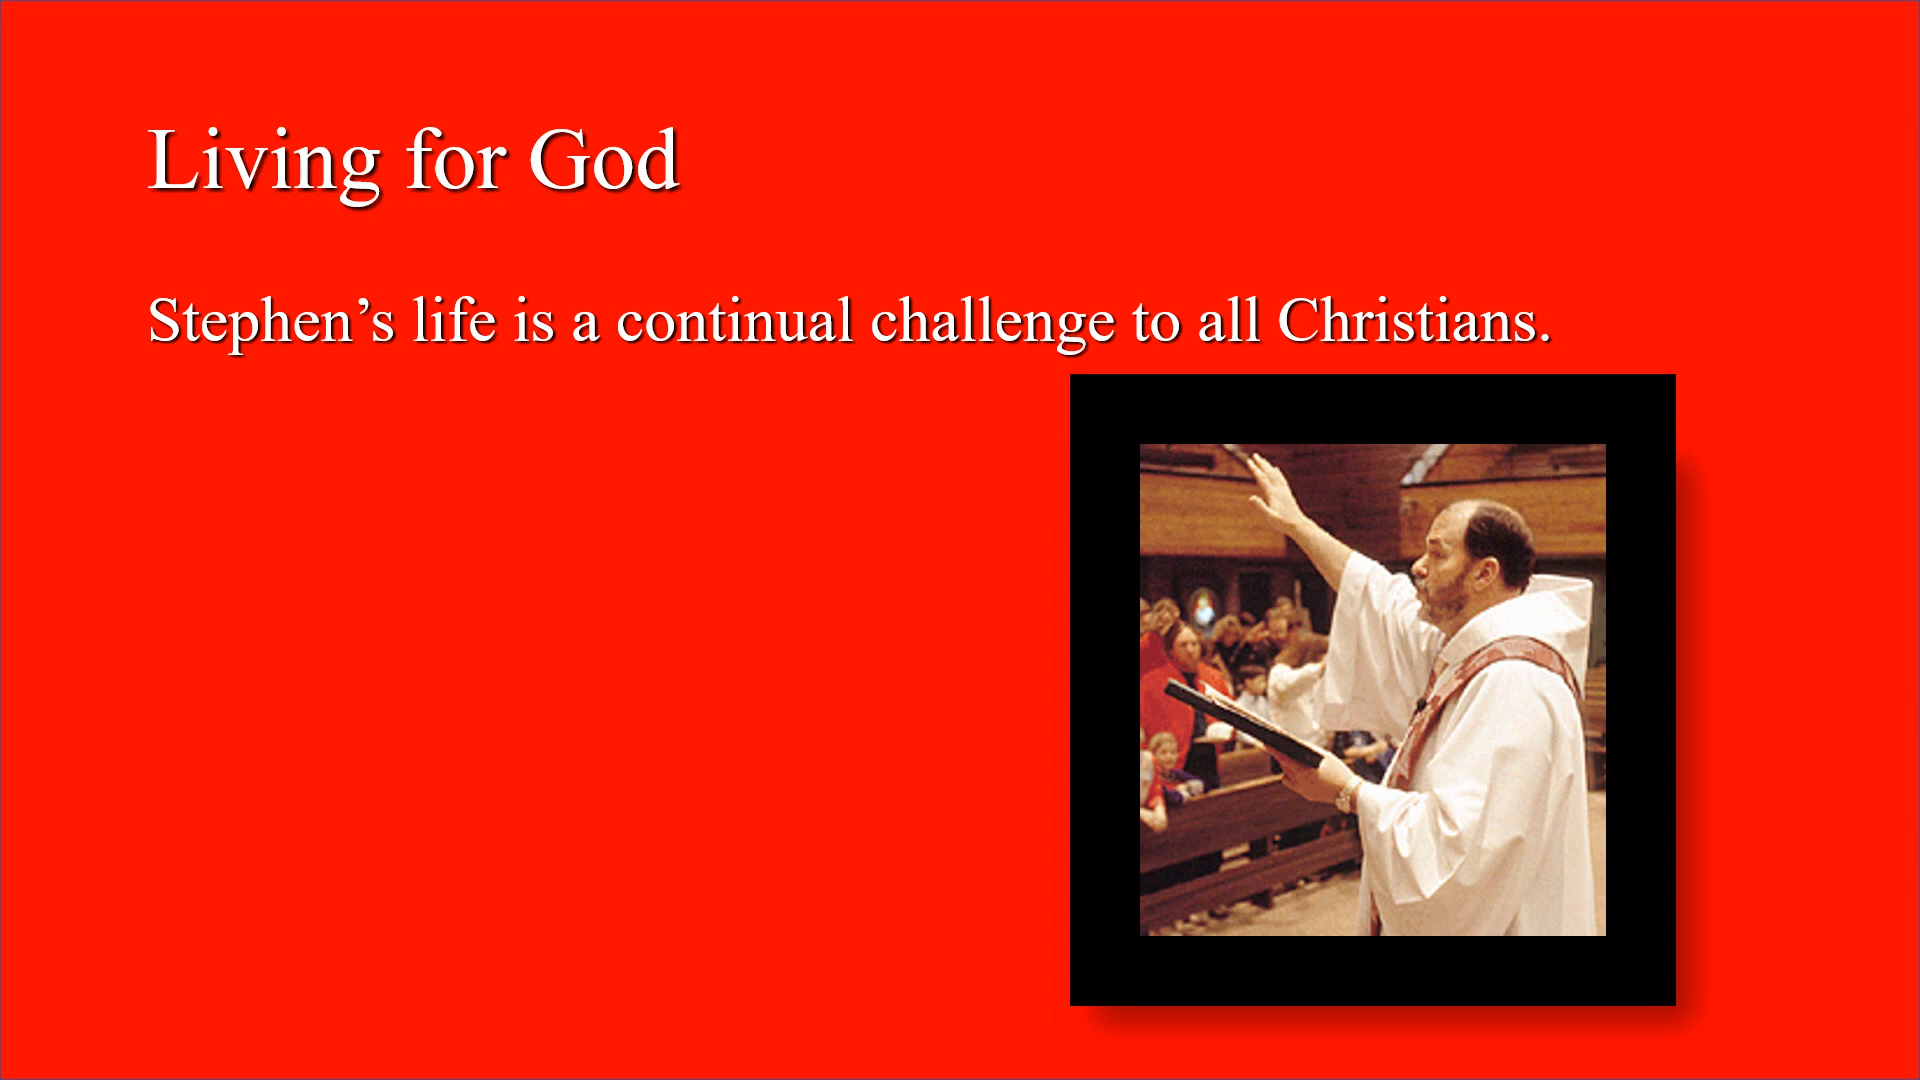 Living for God
Stephen’s life is a continual challenge to all Christians.